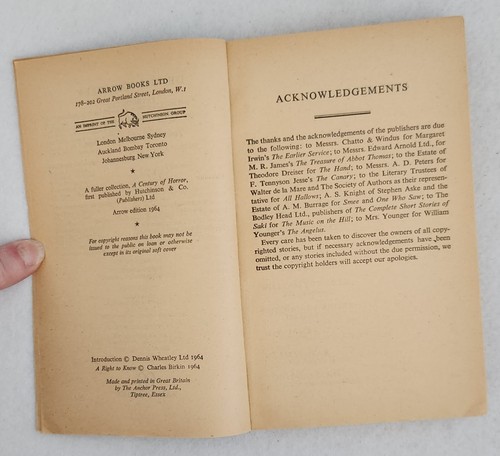 ARROW BOOKS LTD
178-202 Great Portland Street, London, W.1
AN IMPRINT OF THE HUTCHINSON GROUP
London Melbourne Sydney
Auckland Bombay Toronto
Johannesburg New York
★
A fuller collection, A Century of Horror,
first published by Hutchinson & Co.
(Publishers) Ltd
Arrow edition 1964
★
For copyright reasons this book may not be
issued to the public on loan or otherwise
except in its original soft cover
Introduction © Dennis Wheatley Ltd 1964
A Right to Know © Charles Birkin 1964
Made and printed in Great Britain
by The Anchor Press, Ltd.,
Tiptree, Essex
ACKNOWLEDGEMENTS
The thanks and the acknowledgements of the publishers are due
to the following: to Messrs. Chatto & Windus for Margaret
Irwin's The Earlier Service; to Messrs. Edward Arnold Ltd., for
M. R. James's The Treasure of Abbot Thomas; to the Estate of
Theodore Dreiser for The Hand; to Messrs. A. D. Peters for
F. Tennyson Jesse's The Canary; to the Literary Trustees of
Walter de la Mare and The Society of Authors as their represen-
tative for All Hallows; A. S. Knight of Stephen Aske and the
Estate of A. M. Burrage for Smee and One Who Saw; to The
Bodley Head Ltd., publishers of The Complete Short Stories of
Saki for The Music on the Hill; to Mrs. Younger for William
Younger's The Angelus.
Every care has been taken to discover the owners of all copy-
righted stories, but if necessary acknowledgements have been
omitted, or any stories included without the due permission, we
trust the copyright holders will accept our apologies.